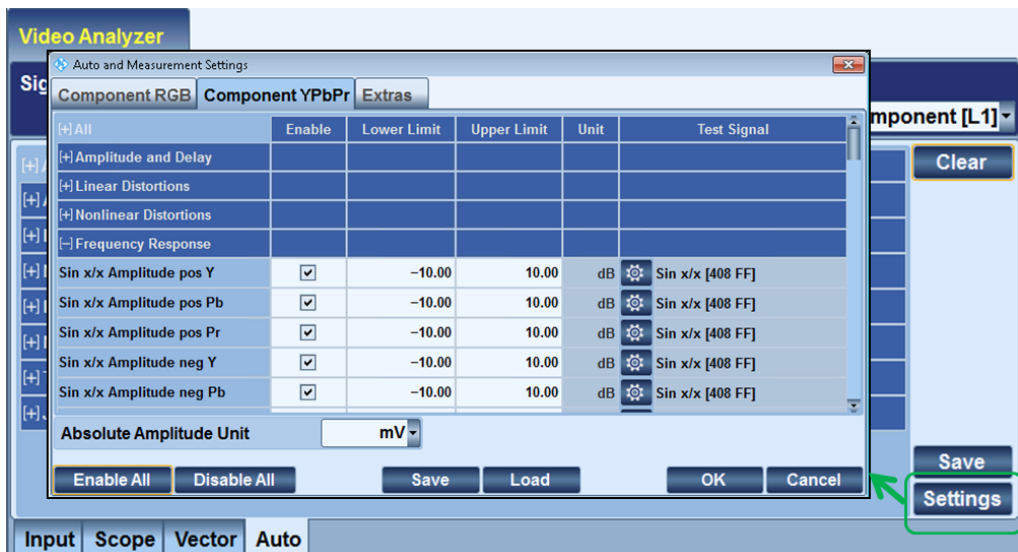 Video Analyzer
Auto and Measurement Settings
Sig
Component RGB Component YPbPr Extras
mponent [L1]
[+] All Enable Lower Limit Upper Limit Unit Test Signal
[+] Amplitude and Delay
Clear
[+] Linear Distortions
[+] Nonlinear Distortions
[−] Frequency Response
Sin x/x Amplitude pos Y −10.00 10.00 dB Sin x/x [408 FF]
Sin x/x Amplitude pos Pb −10.00 10.00 dB Sin x/x [408 FF]
Sin x/x Amplitude pos Pr −10.00 10.00 dB Sin x/x [408 FF]
Sin x/x Amplitude neg Y −10.00 10.00 dB Sin x/x [408 FF]
Sin x/x Amplitude neg Pb −10.00 10.00 dB Sin x/x [408 FF]
Absolute Amplitude Unit mV
Enable All Disable All Save Load OK Cancel
Save
Settings
Input Scope Vector Auto